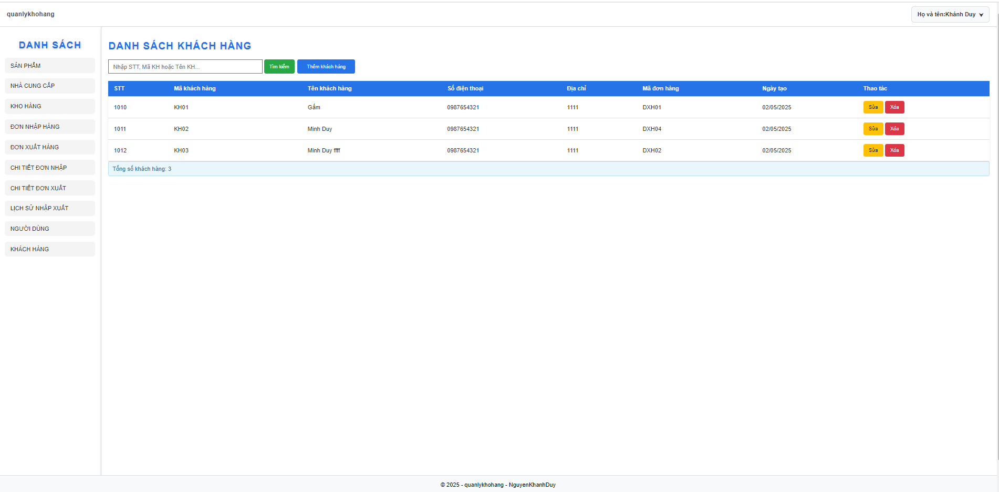 quanlykhohang
Họ và tên:Khánh Duy
DANH SÁCH
SẢN PHẨM
NHÀ CUNG CẤP
KHO HÀNG
ĐƠN NHẬP HÀNG
ĐƠN XUẤT HÀNG
CHI TIẾT ĐƠN NHẬP
CHI TIẾT ĐƠN XUẤT
LỊCH SỬ NHẬP XUẤT
NGƯỜI DÙNG
KHÁCH HÀNG
DANH SÁCH KHÁCH HÀNG
Nhập STT, Mã KH hoặc Tên KH... Tìm kiếm Thêm khách hàng
STT Mã khách hàng Tên khách hàng Số điện thoại Địa chỉ Mã đơn hàng Ngày tạo Thao tác
1010 KH01 Gấm 0987654321 1111 DXH01 02/05/2025 Sửa Xóa
1011 KH02 Minh Duy 0987654321 1111 DXH04 02/05/2025 Sửa Xóa
1012 KH03 Minh Duy ffff 0987654321 1111 DXH02 02/05/2025 Sửa Xóa
Tổng số khách hàng: 3
© 2025 - quanlykhohang - NguyenKhanhDuy